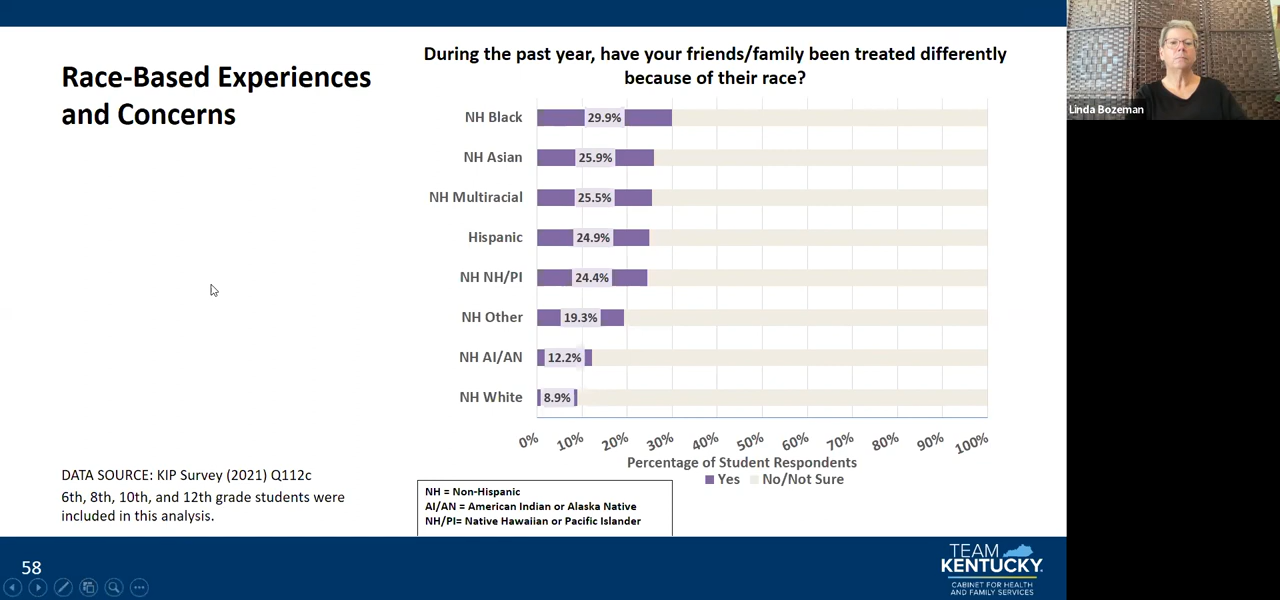 Race-Based Experiences
and Concerns
During the past year, have your friends/family been treated differently
because of their race?
NH Black 29.9%
NH Asian 25.9%
NH Multiracial 25.5%
Hispanic 24.9%
NH NH/PI 24.4%
NH Other 19.3%
NH AI/AN 12.2%
NH White 8.9%
0% 10% 20% 30% 40% 50% 60% 70% 80% 90% 100%
Percentage of Student Respondents
Yes No/Not Sure
DATA SOURCE: KIP Survey (2021) Q112c
6th, 8th, 10th, and 12th grade students were
included in this analysis.
NH = Non-Hispanic
AI/AN = American Indian or Alaska Native
NH/PI= Native Hawaiian or Pacific Islander
58
TEAM
KENTUCKY.
CABINET FOR HEALTH
AND FAMILY SERVICES
Linda Bozeman